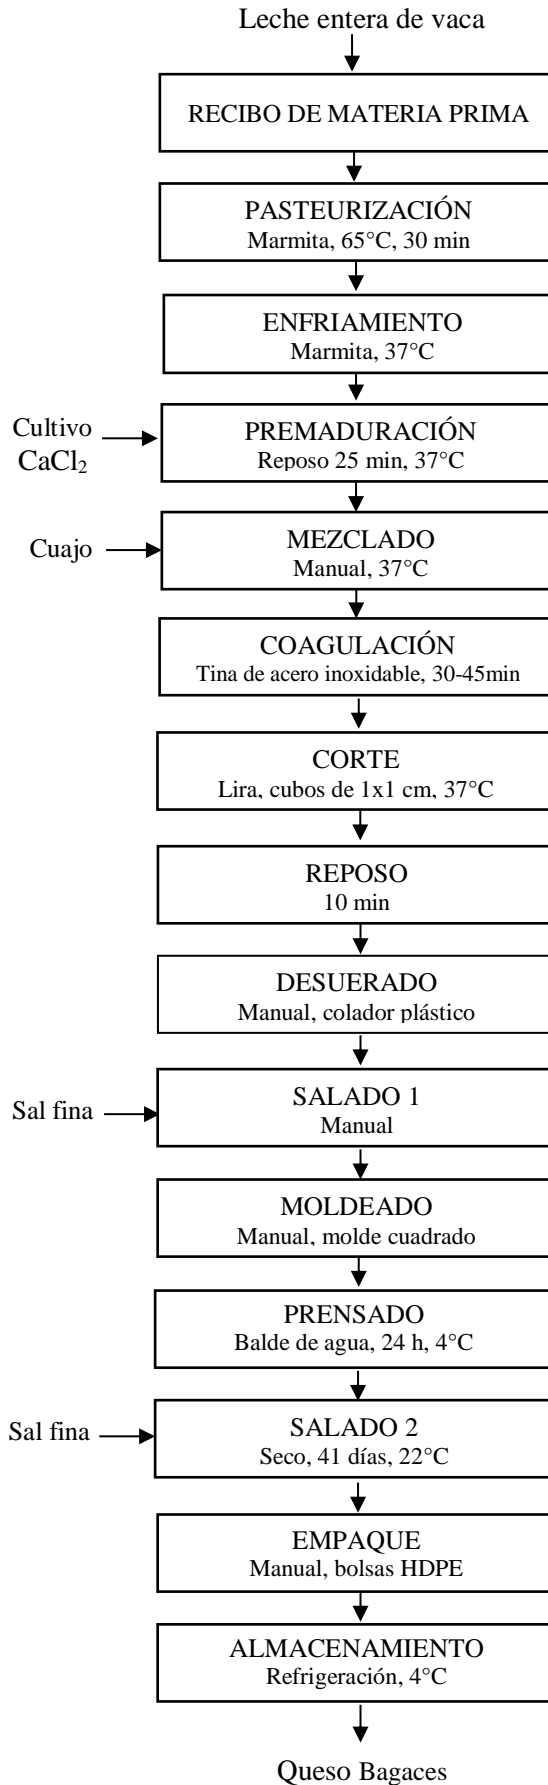 Leche entera de vaca
RECIBO DE MATERIA PRIMA
PASTEURIZACIÓN
Marmita, 65°C, 30 min
ENFRIAMIENTO
Marmita, 37°C
Cultivo
CaCl₂
PREMADURACIÓN
Reposo 25 min, 37°C
Cuajo
MEZCLADO
Manual, 37°C
COAGULACIÓN
Tina de acero inoxidable, 30-45min
CORTE
Lira, cubos de 1x1 cm, 37°C
REPOSO
10 min
DESUERADO
Manual, colador plástico
Sal fina
SALADO 1
Manual
MOLDEADO
Manual, molde cuadrado
PRENSADO
Balde de agua, 24 h, 4°C
Sal fina
SALADO 2
Seco, 41 días, 22°C
EMPAQUE
Manual, bolsas HDPE
ALMACENAMIENTO
Refrigeración, 4°C
Queso Bagaces